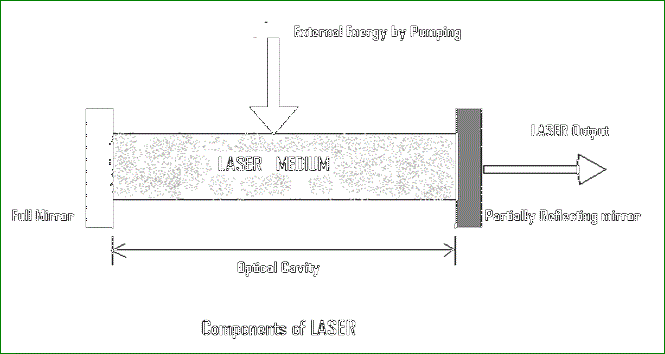 External Energy by Pumping
LASER Output
LASER MEDIUM
Full Mirror
Partially Reflecting mirror
Optical Cavity
Components of LASER